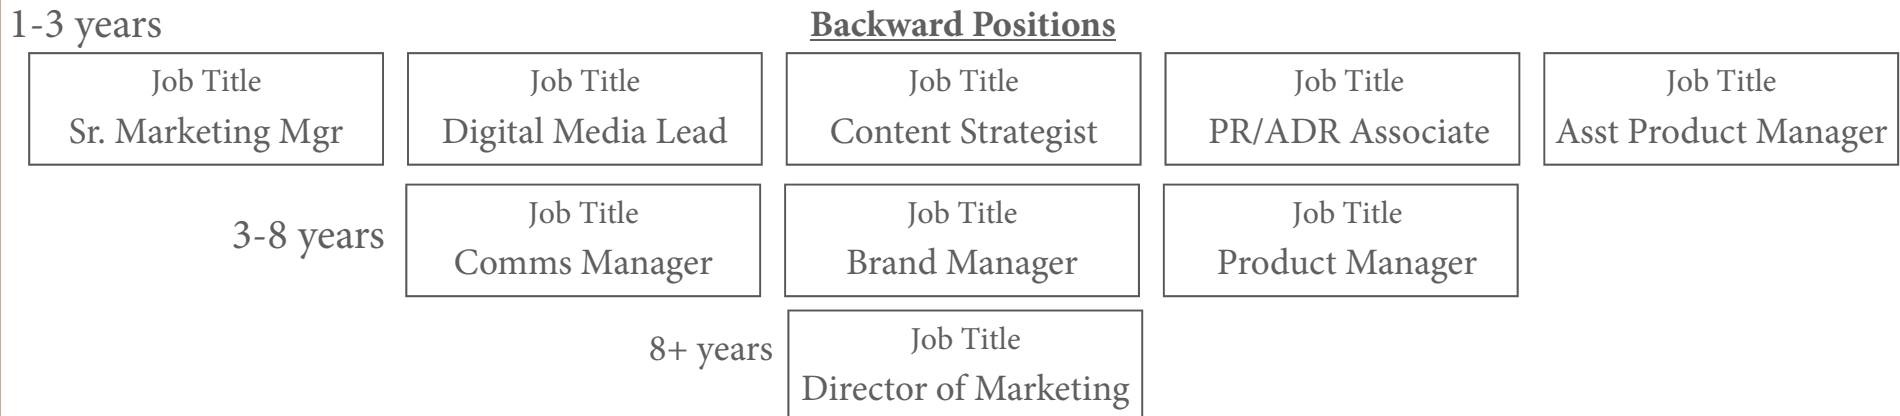 1-3 years
Backward Positions
Job Title
Sr. Marketing Mgr
Job Title
Digital Media Lead
Job Title
Content Strategist
Job Title
PR/ADR Associate
Job Title
Asst Product Manager
3-8 years
Job Title
Comms Manager
Job Title
Brand Manager
Job Title
Product Manager
8+ years
Job Title
Director of Marketing